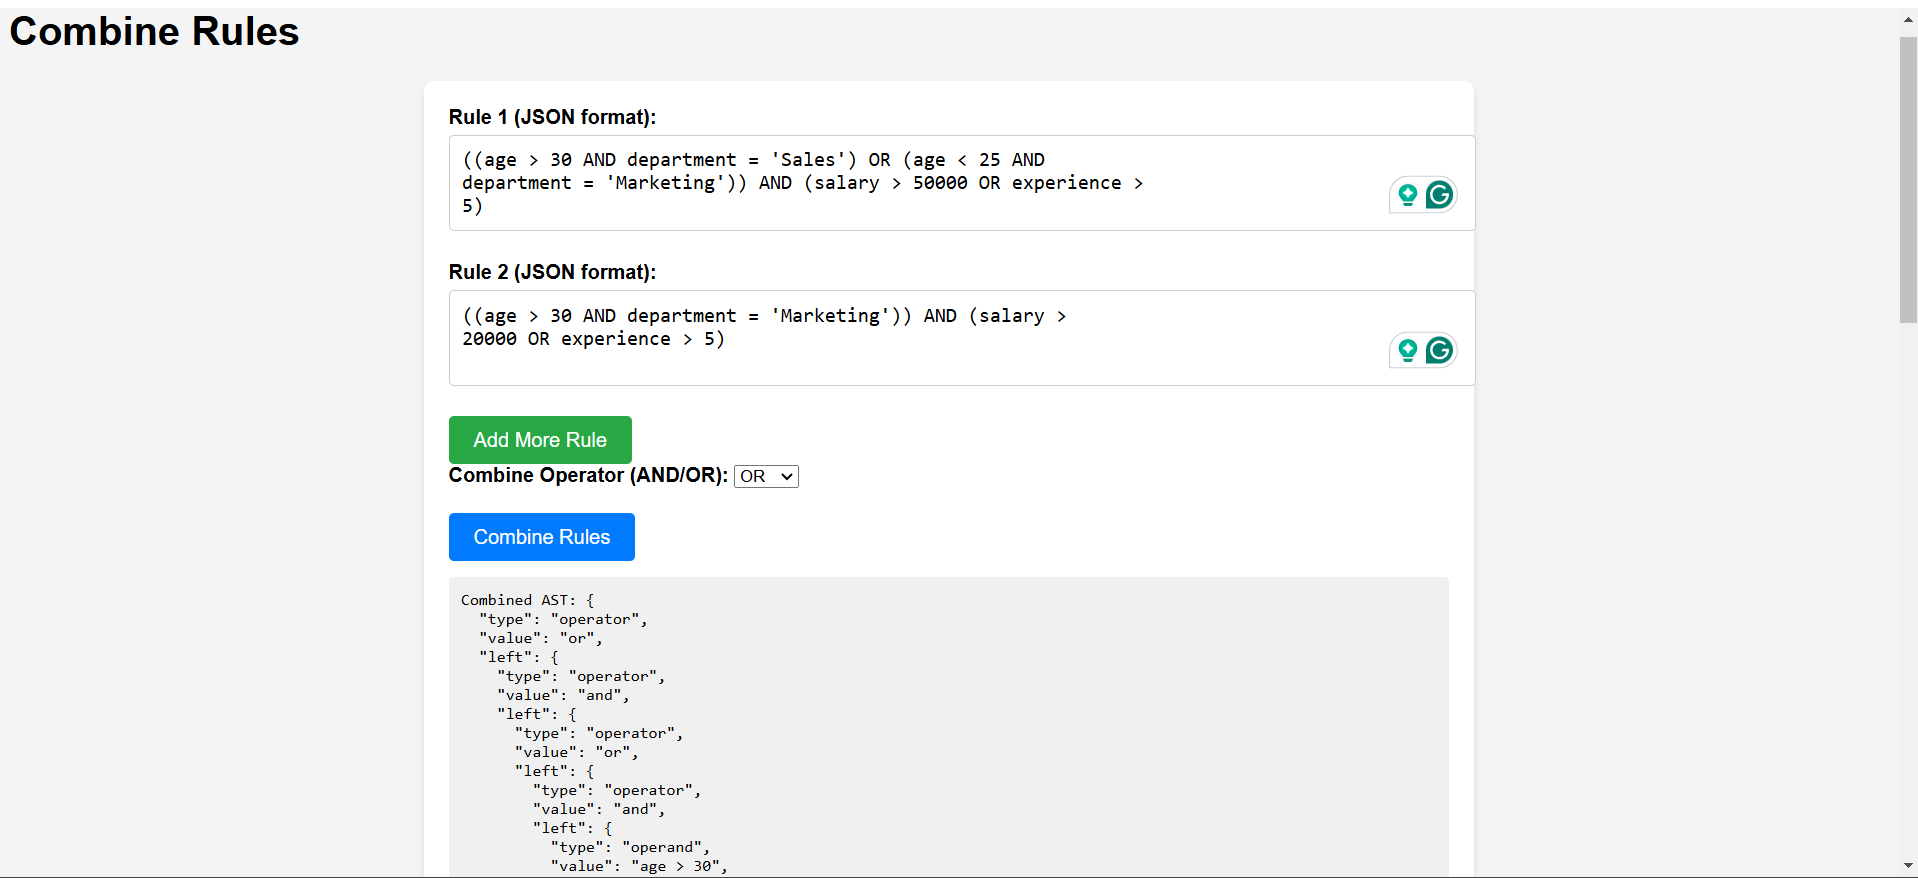 Combine Rules
Rule 1 (JSON format):
((age > 30 AND department = 'Sales') OR (age < 25 AND
department = 'Marketing')) AND (salary > 50000 OR experience >
5)
Rule 2 (JSON format):
((age > 30 AND department = 'Marketing')) AND (salary >
20000 OR experience > 5)
Add More Rule
Combine Operator (AND/OR): OR
Combine Rules
Combined AST: {
  "type": "operator",
  "value": "or",
  "left": {
    "type": "operator",
    "value": "and",
    "left": {
      "type": "operator",
      "value": "or",
      "left": {
        "type": "operator",
        "value": "and",
        "left": {
          "type": "operand",
          "value": "age > 30",